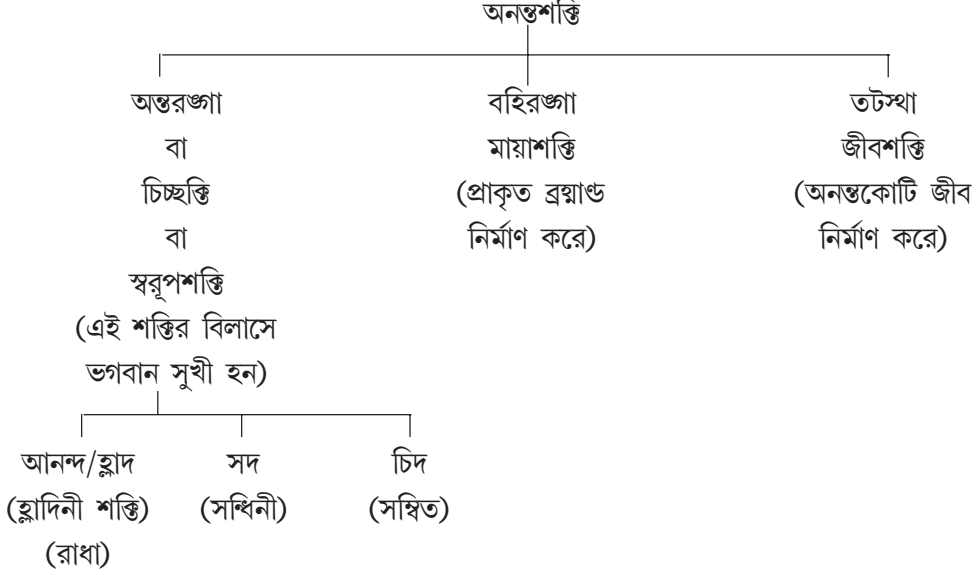 অনন্তশক্তি
অন্তরঙ্গা
বা
চিচ্ছক্তি
বা
স্বরূপশক্তি
(এই শক্তির বিলাসে
ভগবান সুখী হন)
বহিরঙ্গা
মায়াশক্তি
(প্রাকৃত ব্রহ্মাণ্ড
নির্মাণ করে)
তটস্থা
জীবশক্তি
(অনন্তকোটি জীব
নির্মাণ করে)
আনন্দ/হ্লাদ
(হ্লাদিনী শক্তি)
(রাধা)
সদ
(সন্ধিনী)
চিদ
(সম্বিত)